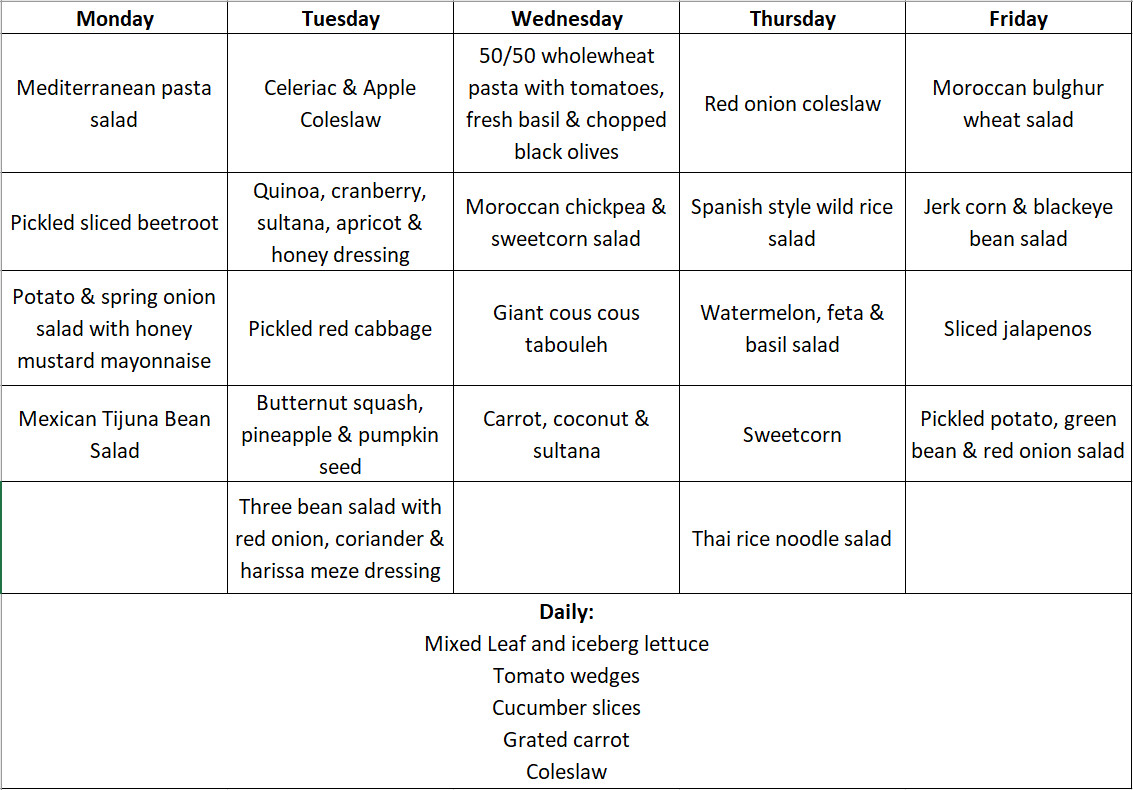 Monday
Tuesday
Wednesday
Thursday
Friday
Mediterranean pasta
salad
Celeriac & Apple
Coleslaw
50/50 wholewheat
pasta with tomatoes,
fresh basil & chopped
black olives
Red onion coleslaw
Moroccan bulghur
wheat salad
Pickled sliced beetroot
Quinoa, cranberry,
sultana, apricot &
honey dressing
Moroccan chickpea &
sweetcorn salad
Spanish style wild rice
salad
Jerk corn & blackeye
bean salad
Potato & spring onion
salad with honey
mustard mayonnaise
Pickled red cabbage
Giant cous cous
tabouleh
Watermelon, feta &
basil salad
Sliced jalapenos
Mexican Tijuna Bean
Salad
Butternut squash,
pineapple & pumpkin
seed
Carrot, coconut &
sultana
Sweetcorn
Pickled potato, green
bean & red onion salad
Three bean salad with
red onion, coriander &
harissa meze dressing
Thai rice noodle salad
Daily:
Mixed Leaf and iceberg lettuce
Tomato wedges
Cucumber slices
Grated carrot
Coleslaw